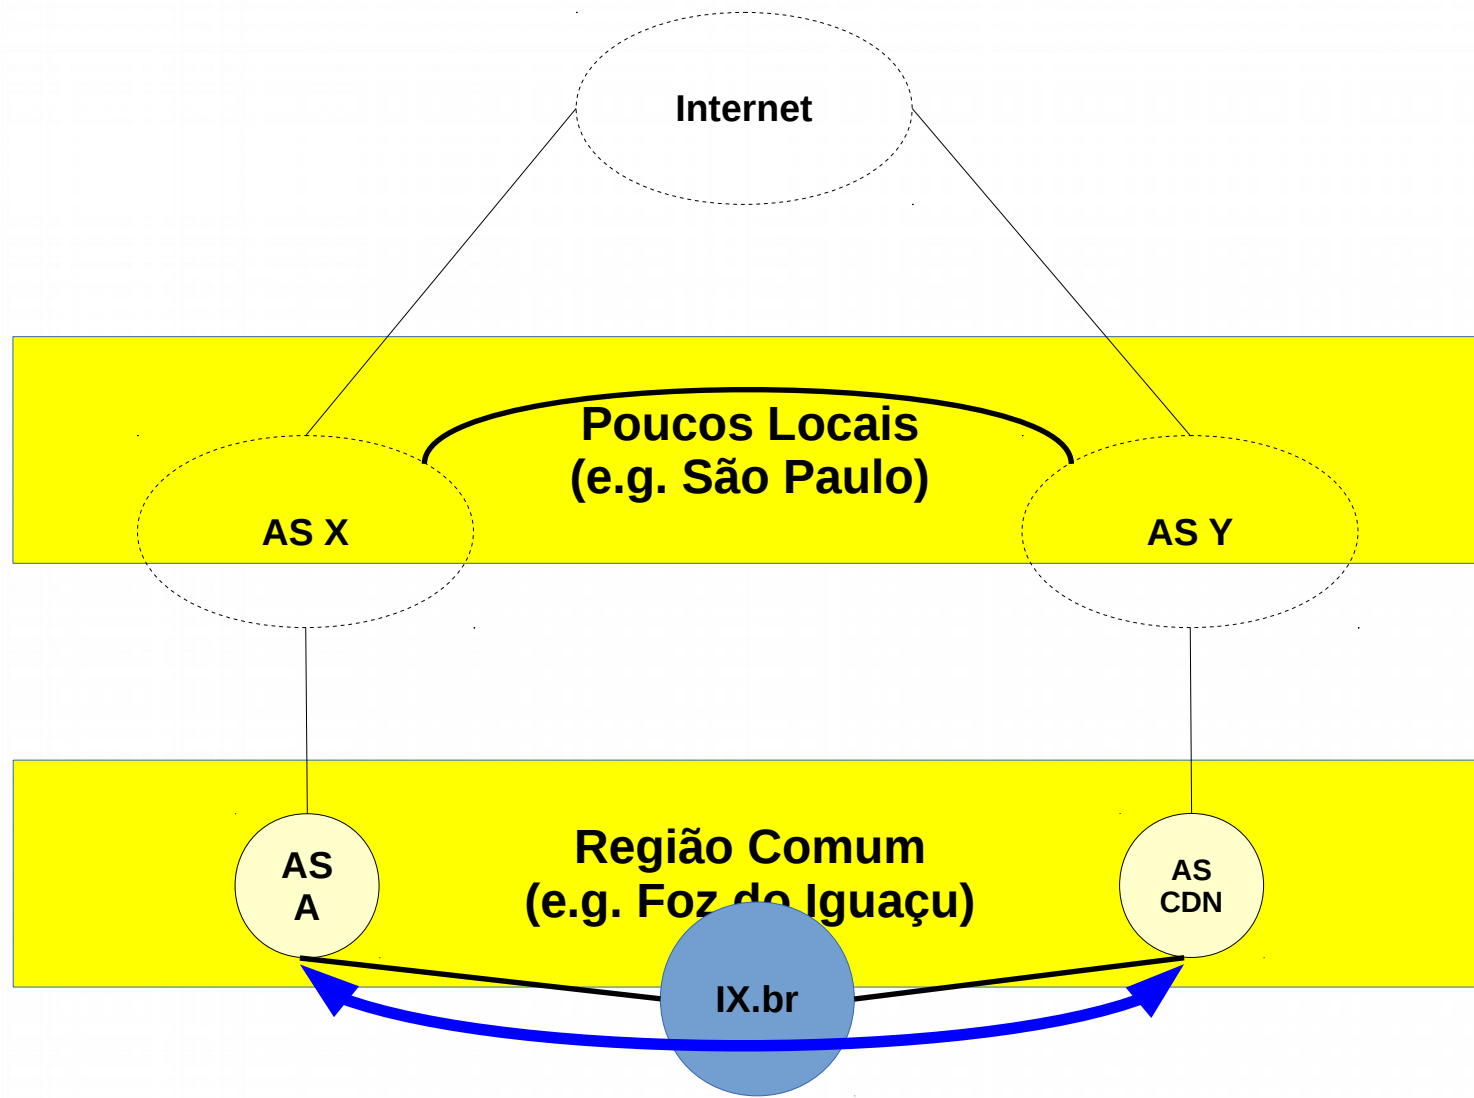 Internet
Poucos Locais
(e.g. São Paulo)
AS X
AS Y
Região Comum
(e.g. Foz do Iguaçu)
AS
A
AS
CDN
IX.br